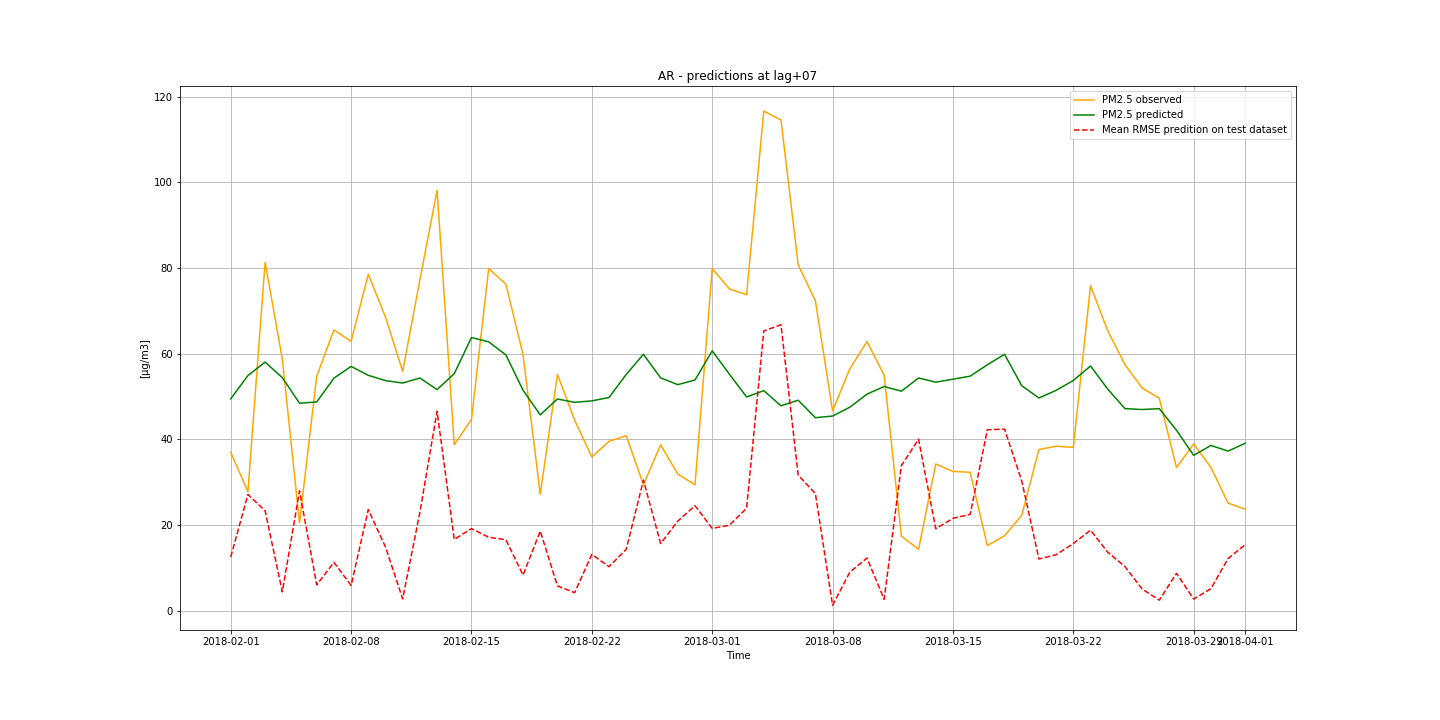 AR - predictions at lag+07
PM2.5 observed
PM2.5 predicted
Mean RMSE predition on test dataset
[µg/m3]
120
100
80
60
40
20
0
2018-02-01 2018-02-08 2018-02-15 2018-02-22 2018-03-01 2018-03-08 2018-03-15 2018-03-22 2018-03-29 2018-04-01
Time